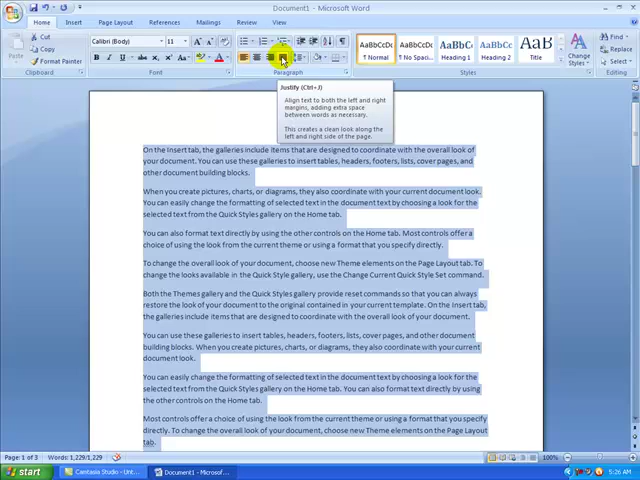 Document1 - Microsoft Word
Home Insert Page Layout References Mailings Review View
Cut
Copy
Format Painter
Paste
Clipboard
Calibri (Body) 11
Font
Paragraph
AaBbCcDc AaBbCcDc AaBbCc AaBbCc AaB
¶ Normal ¶ No Spaci... Heading 1 Heading 2 Title
Change Styles
Styles
Find
Replace
Select
Editing
Justify (Ctrl+J)
Align text to both the left and right
margins, adding extra space
between words as necessary.
This creates a clean look along the
left and right side of the page.
On the Insert tab, the galleries include items that are designed to coordinate with the overall look of
your document. You can use these galleries to insert tables, headers, footers, lists, cover pages, and
other document building blocks.
When you create pictures, charts, or diagrams, they also coordinate with your current document look.
You can easily change the formatting of selected text in the document text by choosing a look for the
selected text from the Quick Styles gallery on the Home tab.
You can also format text directly by using the other controls on the Home tab. Most controls offer a
choice of using the look from the current theme or using a format that you specify directly.
To change the overall look of your document, choose new Theme elements on the Page Layout tab. To
change the looks available in the Quick Style gallery, use the Change Current Quick Style Set command.
Both the Themes gallery and the Quick Styles gallery provide reset commands so that you can always
restore the look of your document to the original contained in your current template. On the Insert tab,
the galleries include items that are designed to coordinate with the overall look of your document.
You can use these galleries to insert tables, headers, footers, lists, cover pages, and other document
building blocks. When you create pictures, charts, or diagrams, they also coordinate with your current
document look.
You can easily change the formatting of selected text in the document text by choosing a look for the
selected text from the Quick Styles gallery on the Home tab. You can also format text directly by using
the other controls on the Home tab.
Most controls offer a choice of using the look from the current theme or using a format that you specify
directly. To change the overall look of your document, choose new Theme elements on the Page Layout
tab.
Page: 1 of 3 Words: 1,229/1,229 100%
start Camtasia Studio - Unt... Document1 - Microsof... 5:26 AM